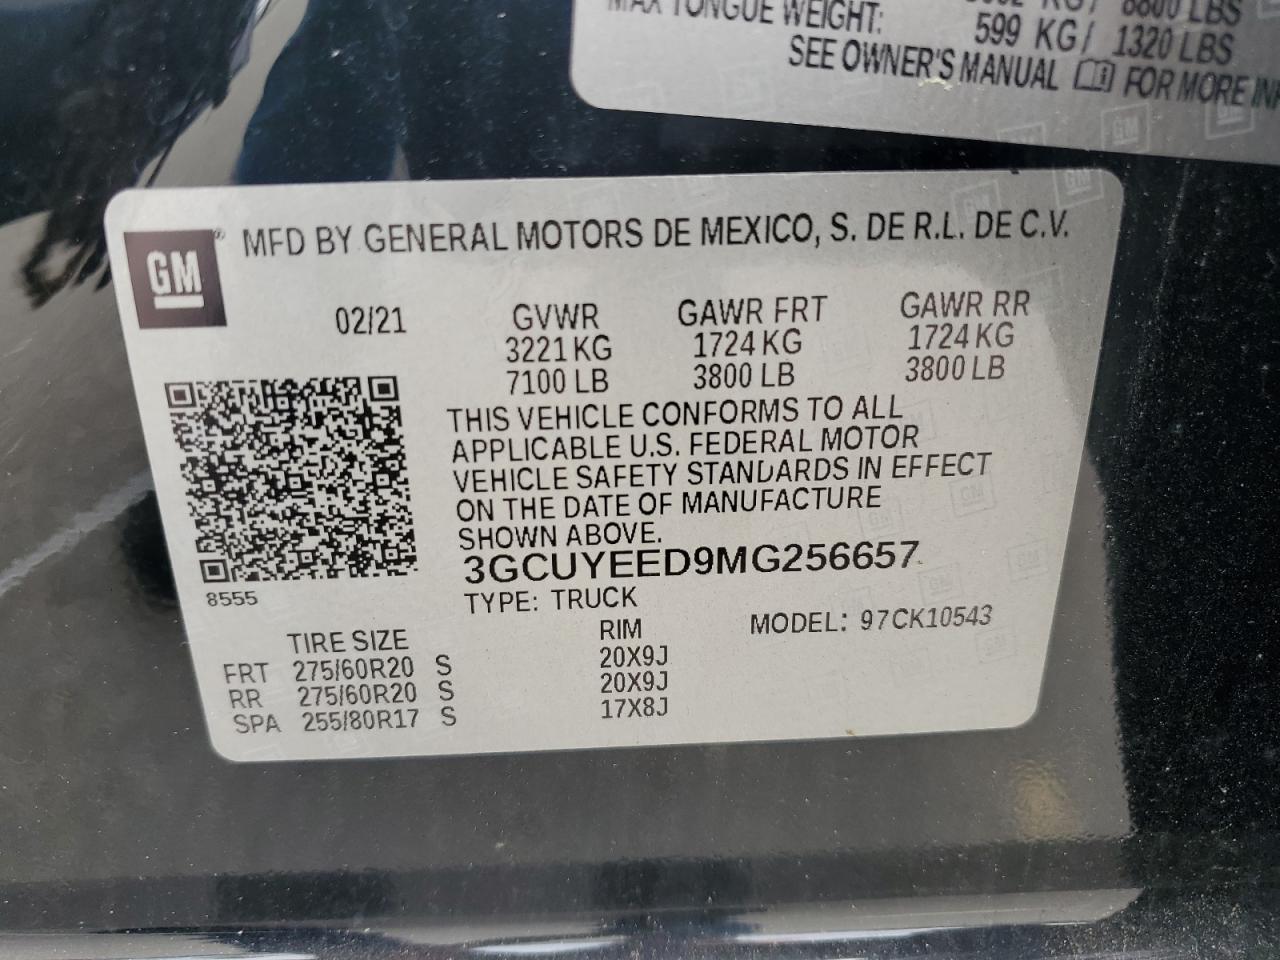 MAX TONGUE WEIGHT: 599 KG/ 1320 LBS
SEE OWNER'S MANUAL FOR MORE
GM ® MFD BY GENERAL MOTORS DE MEXICO, S. DE R.L. DE C.V.
02/21 GVWR GAWR FRT GAWR RR
3221 KG 1724 KG 1724 KG
7100 LB 3800 LB 3800 LB
THIS VEHICLE CONFORMS TO ALL
APPLICABLE U.S. FEDERAL MOTOR
VEHICLE SAFETY STANDARDS IN EFFECT
ON THE DATE OF MANUFACTURE
SHOWN ABOVE.
3GCUYEED9MG256657
8555
TYPE: TRUCK
MODEL: 97CK10543
TIRE SIZE RIM
FRT 275/60R20 S 20X9J
RR 275/60R20 S 20X9J
SPA 255/80R17 S 17X8J